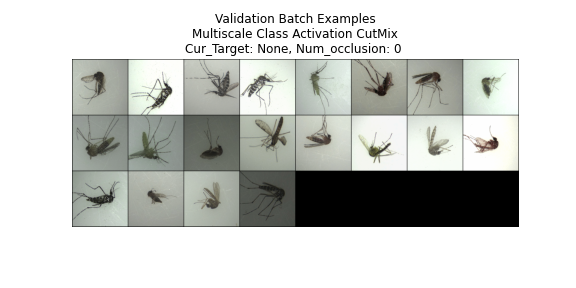 Validation Batch Examples
Multiscale Class Activation CutMix
Cur_Target: None, Num_occlusion: 0